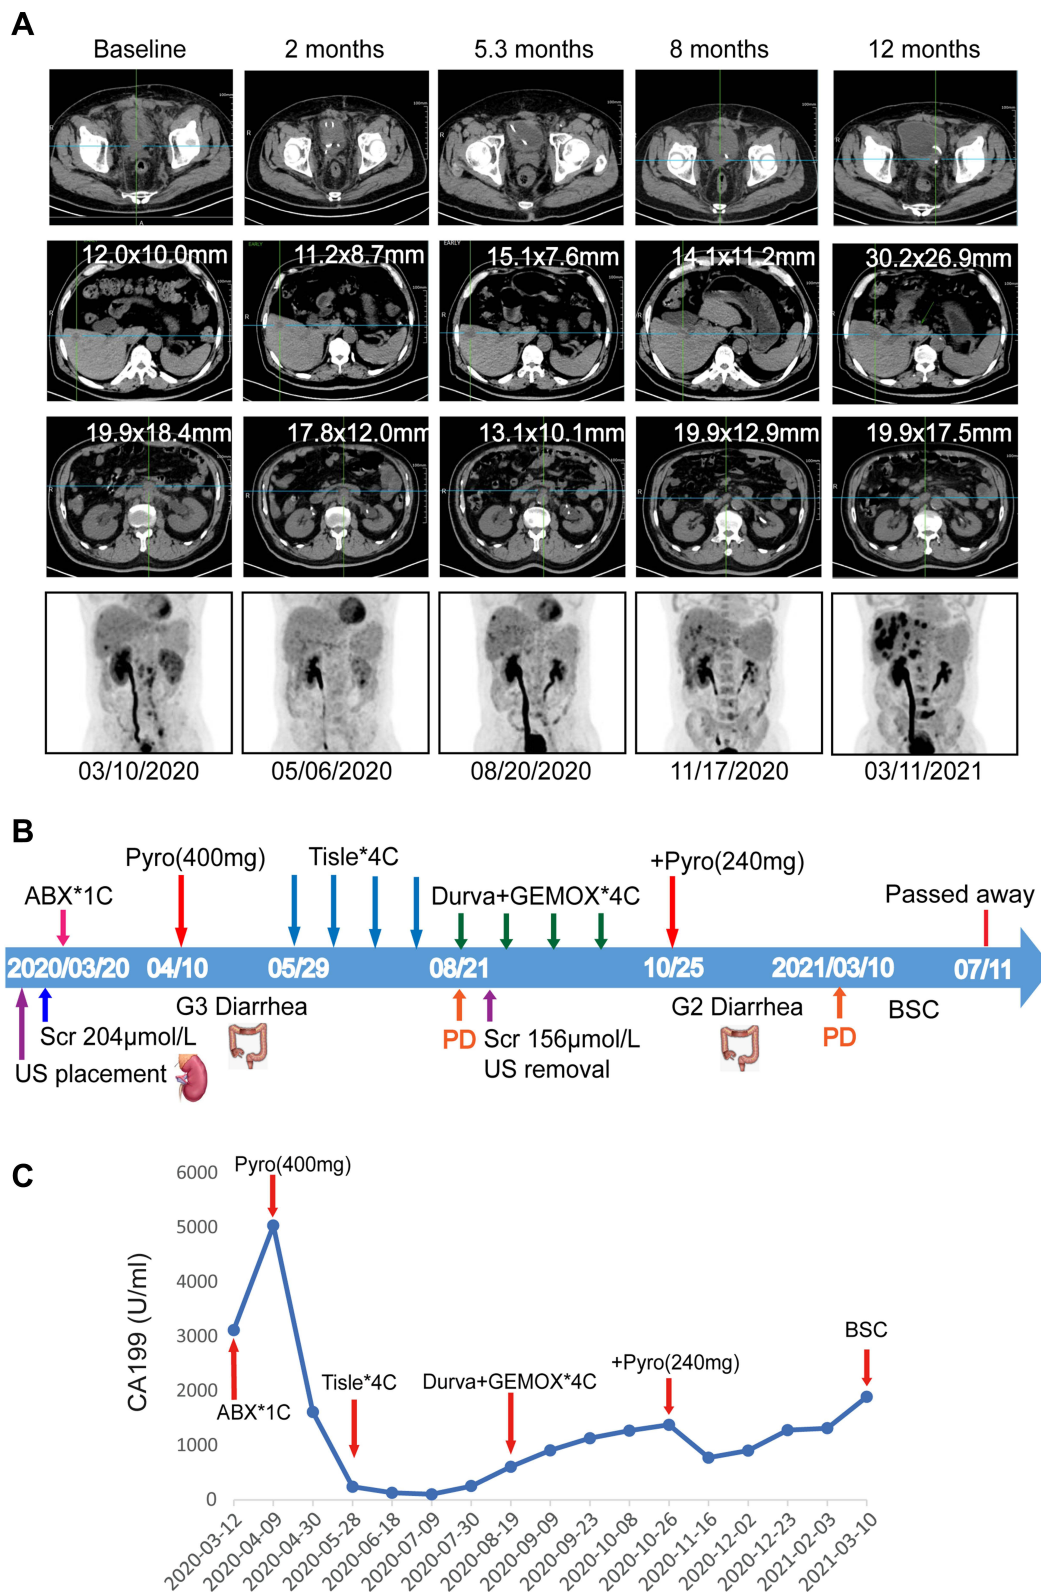 A
Baseline
2 months
5.3 months
8 months
12 months
12.0x10.0mm
11.2x8.7mm
15.1x7.6mm
14.1x11.2mm
30.2x26.9mm
19.9x18.4mm
17.8x12.0mm
13.1x10.1mm
19.9x12.9mm
19.9x17.5mm
03/10/2020
05/06/2020
08/20/2020
11/17/2020
03/11/2021
B
Pyro(400mg)
Tisle*4C
+Pyro(240mg)
ABX*1C
Durva+GEMOX*4C
Passed away
2020/03/20
04/10
05/29
08/21
10/25
2021/03/10
07/11
G3 Diarrhea
G2 Diarrhea
BSC
Scr 204μmol/L
PD
Scr 156μmol/L
PD
US placement
US removal
C
Pyro(400mg)
6000
5000
4000
3000
2000
1000
0
CA199 (U/ml)
ABX*1C
Tisle*4C
Durva+GEMOX*4C
+Pyro(240mg)
BSC
2020-03-12
2020-04-09
2020-04-30
2020-05-28
2020-06-18
2020-07-09
2020-07-30
2020-08-19
2020-09-09
2020-09-23
2020-10-08
2020-10-26
2020-11-16
2020-12-02
2020-12-23
2021-02-03
2021-03-10